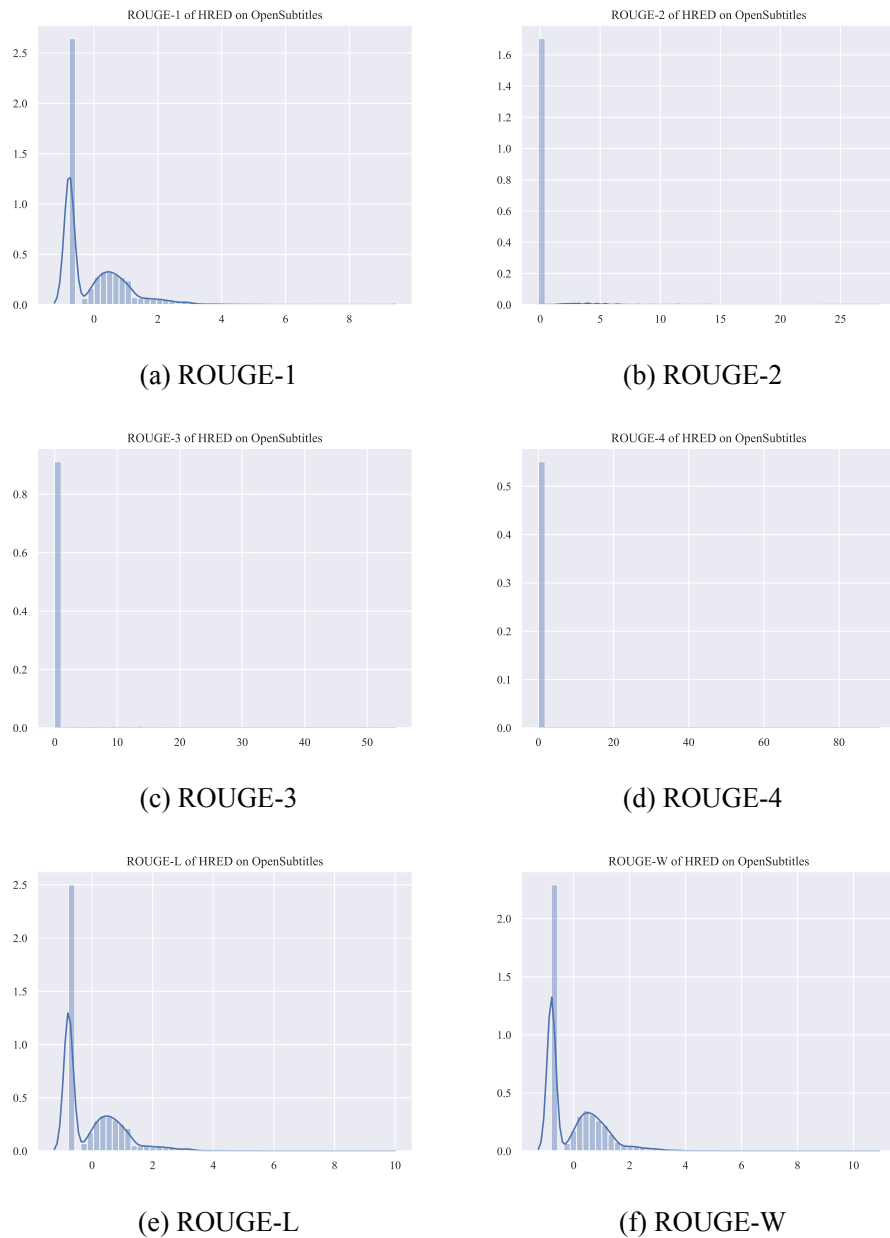 ROUGE-1 of HRED on OpenSubtitles
2.5
2.0
1.5
1.0
0.5
0.0
0 2 4 6 8
(a) ROUGE-1
ROUGE-2 of HRED on OpenSubtitles
1.6
1.4
1.2
1.0
0.8
0.6
0.4
0.2
0.0
0 5 10 15 20 25
(b) ROUGE-2
ROUGE-3 of HRED on OpenSubtitles
0.8
0.6
0.4
0.2
0.0
0 10 20 30 40 50
(c) ROUGE-3
ROUGE-4 of HRED on OpenSubtitles
0.5
0.4
0.3
0.2
0.1
0.0
0 20 40 60 80
(d) ROUGE-4
ROUGE-L of HRED on OpenSubtitles
2.5
2.0
1.5
1.0
0.5
0.0
0 2 4 6 8 10
(e) ROUGE-L
ROUGE-W of HRED on OpenSubtitles
2.0
1.5
1.0
0.5
0.0
0 2 4 6 8 10
(f) ROUGE-W